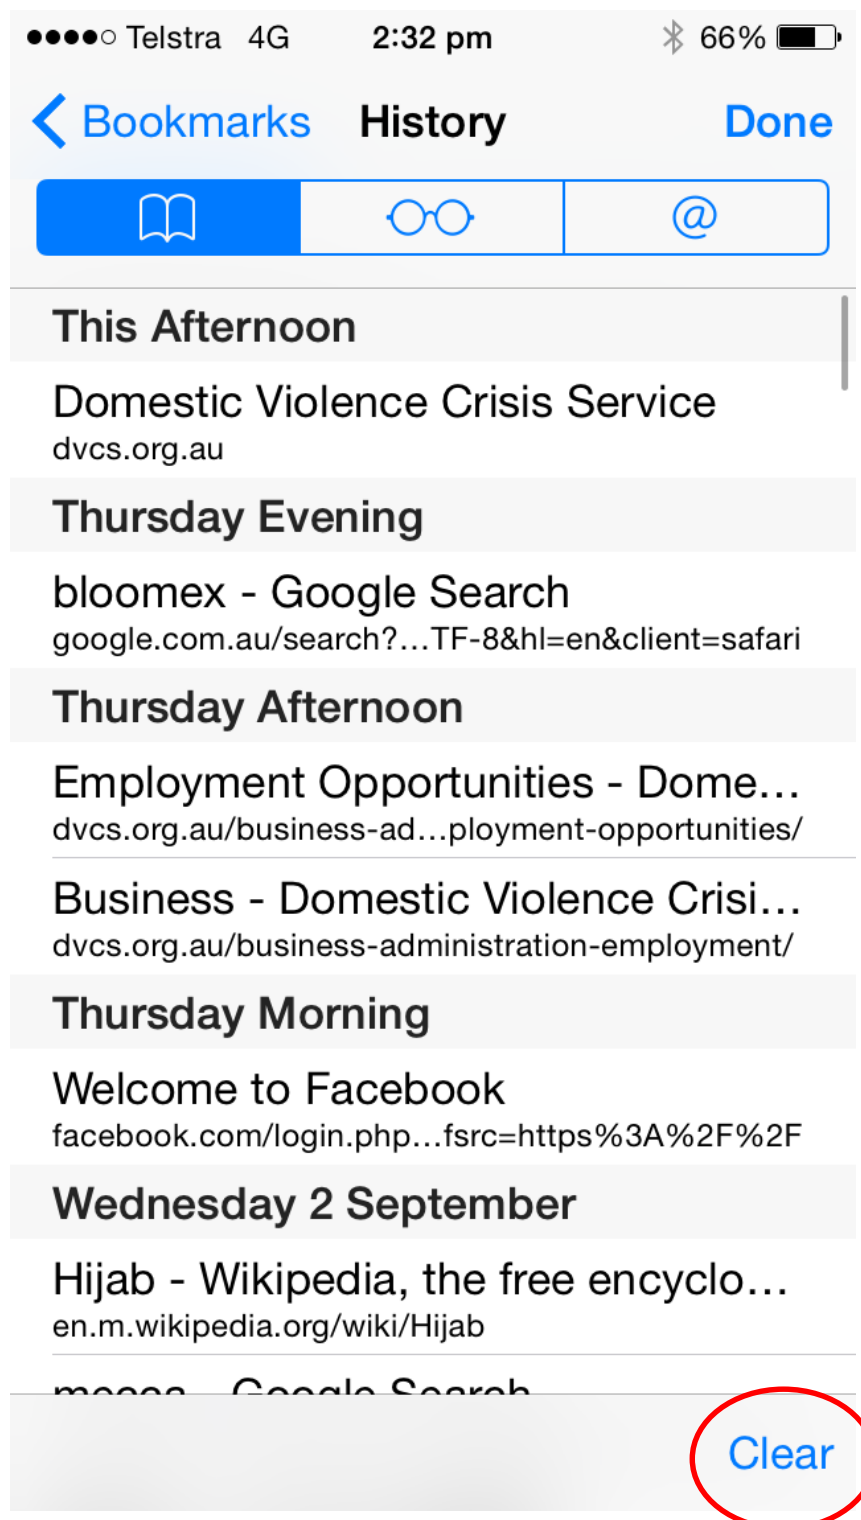 Telstra 4G 2:32 pm 66%
Bookmarks History Done
@
This Afternoon
Domestic Violence Crisis Service
dvcs.org.au
Thursday Evening
bloomex - Google Search
google.com.au/search?...TF-8&hl=en&client=safari
Thursday Afternoon
Employment Opportunities - Dome...
dvcs.org.au/business-ad...ployment-opportunities/
Business - Domestic Violence Crisi...
dvcs.org.au/business-administration-employment/
Thursday Morning
Welcome to Facebook
facebook.com/login.php...fsrc=https%3A%2F%2F
Wednesday 2 September
Hijab - Wikipedia, the free encyclo...
en.m.wikipedia.org/wiki/Hijab
- Google Search
Clear